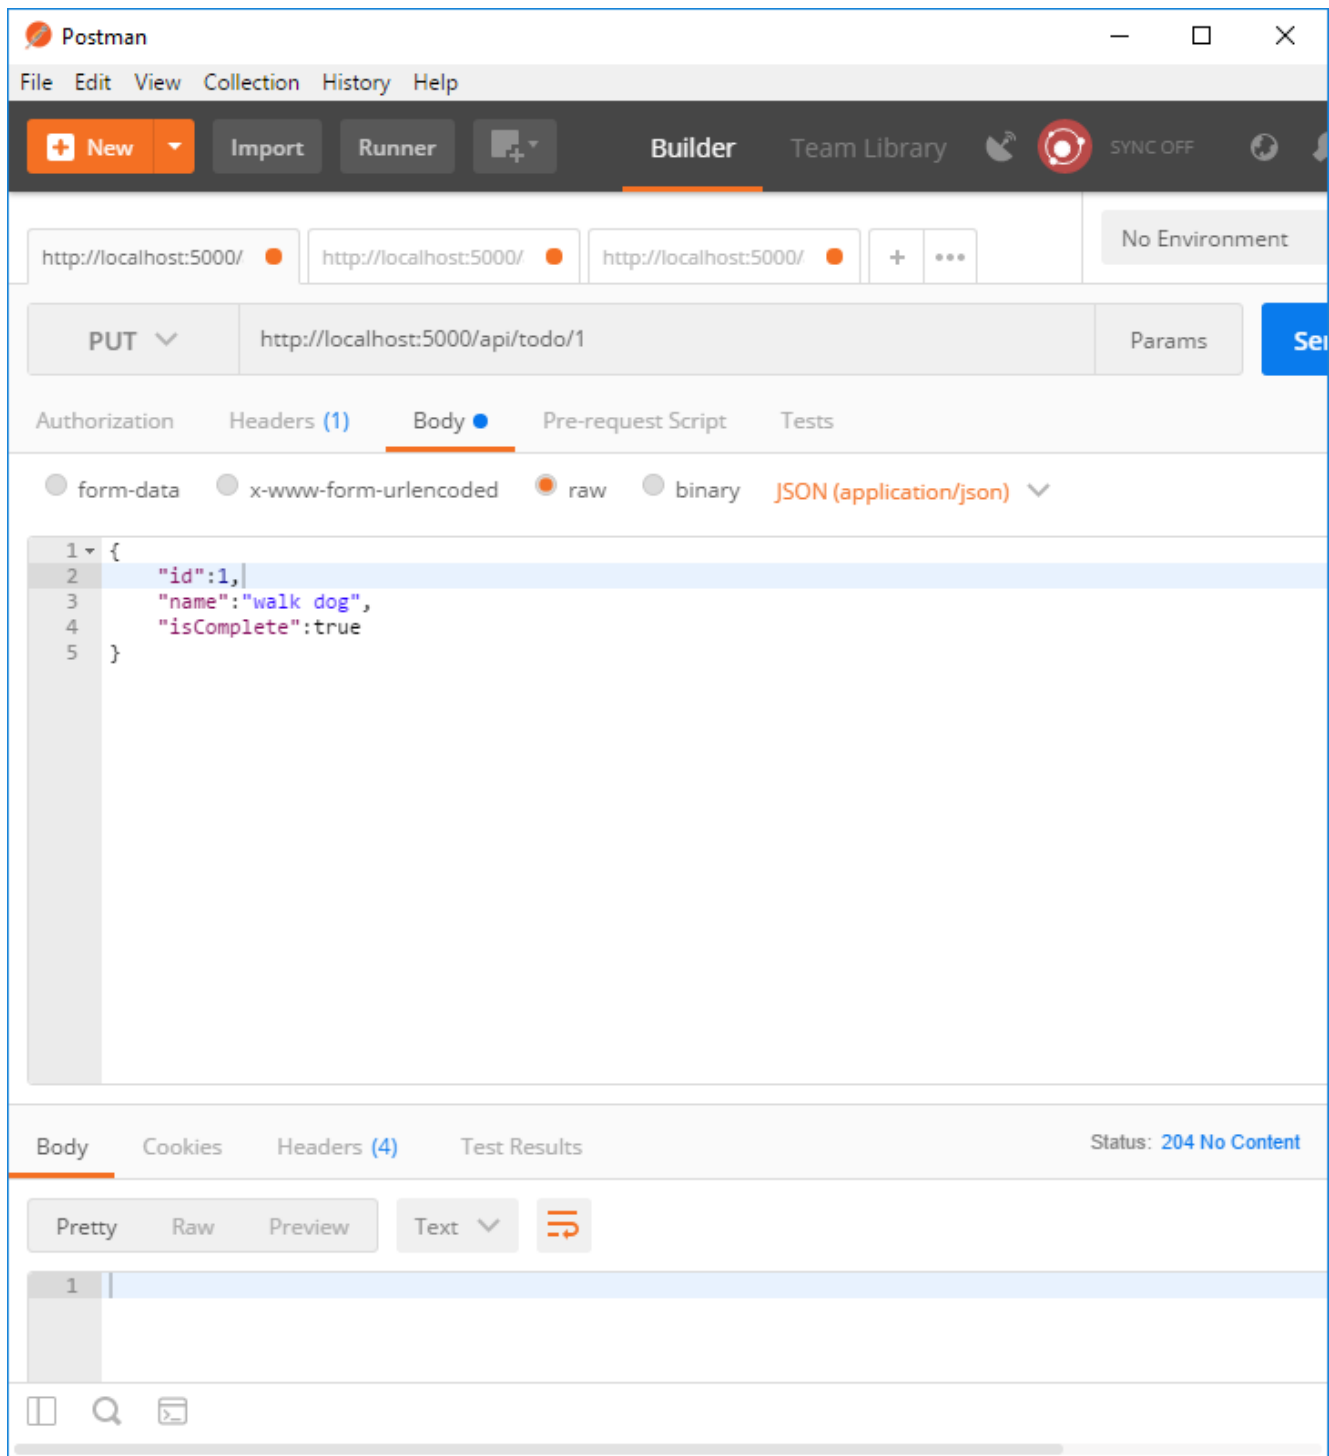 Postman
File Edit View Collection History Help
New Import Runner Builder Team Library SYNC OFF
http://localhost:5000/ http://localhost:5000/ http://localhost:5000/ + No Environment
PUT http://localhost:5000/api/todo/1 Params
Authorization Headers (1) Body Pre-request Script Tests
form-data x-www-form-urlencoded raw binary JSON (application/json)
1 {
2 "id":1,
3 "name":"walk dog",
4 "isComplete":true
5 }
Body Cookies Headers (4) Test Results Status: 204 No Content
Pretty Raw Preview Text
1